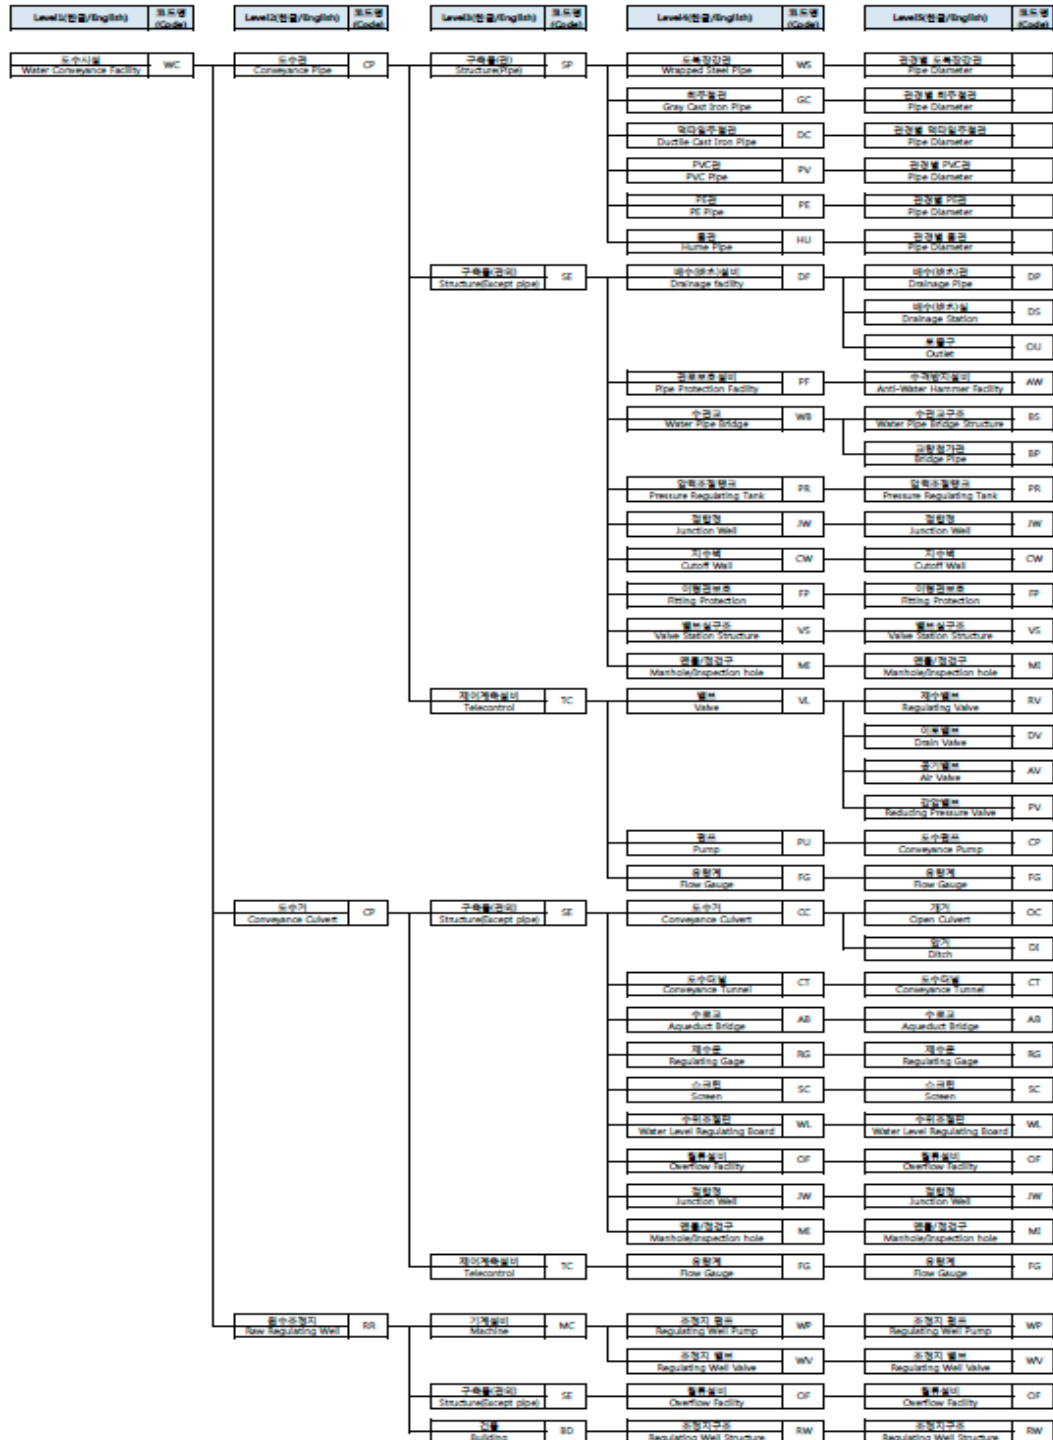 Level1(한글/English) 코드명 (Code) Level2(한글/English) 코드명 (Code) Level3(한글/English) 코드명 (Code) Level4(한글/English) 코드명 (Code) Level5(한글/English) 코드명 (Code)
도수시설 WC 도수관 CP 구축물(관) SP 도복장강관 WS 관경별 도복장강관
Water Conveyance Facility Conveyance Pipe Structure(Pipe) Wrapped Steel Pipe Pipe Diameter
회주철관 GC 관경별 회주철관
Gray Cast Iron Pipe Pipe Diameter
덕타일주철관 DC 관경별 덕타일주철관
Ductile Cast Iron Pipe Pipe Diameter
PVC관 PV 관경별 PVC관
PVC Pipe Pipe Diameter
PE관 PE 관경별 PE관
PE Pipe Pipe Diameter
흄관 HU 관경별 흄관
Hume Pipe Pipe Diameter
구축물(관외) SE 배수(排水)설비 DF 배수(排水)관 DP
Structure(Except pipe) Drainage facility Drainage Pipe
배수(排水)실 DS
Drainage Station
토출구 OU
Outlet
관로보호설비 PF 수격방지설비 AW
Pipe Protection Facility Anti-Water Hammer Facility
수관교 WB 수관교구조 BS
Water Pipe Bridge Water Pipe Bridge Structure
교량첨가관 BP
Bridge Pipe
압력조절탱크 PR 압력조절탱크 PR
Pressure Regulating Tank Pressure Regulating Tank
접합정 JW 접합정 JW
Junction Well Junction Well
지수벽 CW 지수벽 CW
Cutoff Wall Cutoff Wall
이형관보호 FP 이형관보호 FP
Fitting Protection Fitting Protection
밸브실구조 VS 밸브실구조 VS
Valve Station Structure Valve Station Structure
맨홀/점검구 MI 맨홀/점검구 MI
Manhole/Inspection hole Manhole/Inspection hole
제어계측설비 TC 밸브 VL 제수밸브 RV
Telecontrol Valve Regulating Valve
이토밸브 DV
Drain Valve
공기밸브 AV
Air Valve
감압밸브 PV
Reducing Pressure Valve
펌프 PU 도수펌프 CP
Pump Conveyance Pump
유량계 FG 유량계 FG
Flow Gauge Flow Gauge
도수거 CP 구축물(관외) SE 도수거 CC 개거 OC
Conveyance Culvert Structure(Except pipe) Conveyance Culvert Open Culvert
암거 DI
Ditch
도수터널 CT 도수터널 CT
Conveyance Tunnel Conveyance Tunnel
수로교 AB 수로교 AB
Aqueduct Bridge Aqueduct Bridge
제수문 RG 제수문 RG
Regulating Gage Regulating Gage
스크린 SC 스크린 SC
Screen Screen
수위조절판 WL 수위조절판 WL
Water Level Regulating Board Water Level Regulating Board
월류설비 OF 월류설비 OF
Overflow Facility Overflow Facility
접합정 JW 접합정 JW
Junction Well Junction Well
맨홀/점검구 MI 맨홀/점검구 MI
Manhole/Inspection hole Manhole/Inspection hole
제어계측설비 TC 유량계 FG 유량계 FG
Telecontrol Flow Gauge Flow Gauge
원수조정지 RR 기계설비 MC 조정지 펌프 WP 조정지 펌프 WP
Raw Regulating Well Machine Regulating Well Pump Regulating Well Pump
조정지 밸브 WV 조정지 밸브 WV
Regulating Well Valve Regulating Well Valve
구축물(관외) SE 월류설비 OF 월류설비 OF
Structure(Except pipe) Overflow Facility Overflow Facility
건물 BD 조정지구조 RW 조정지구조 RW
Building Regulating Well Structure Regulating Well Structure